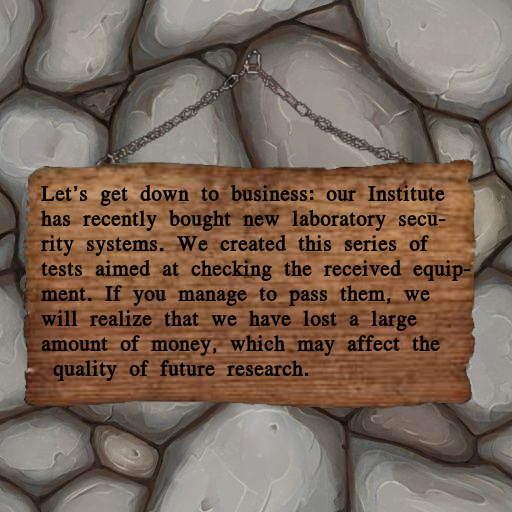 Let's get down to business: our Institute
has recently bought new laboratory secu-
rity systems. We created this series of
tests aimed at checking the received equip-
ment. If you manage to pass them, we
will realize that we have lost a large
amount of money, which may affect the
quality of future research.